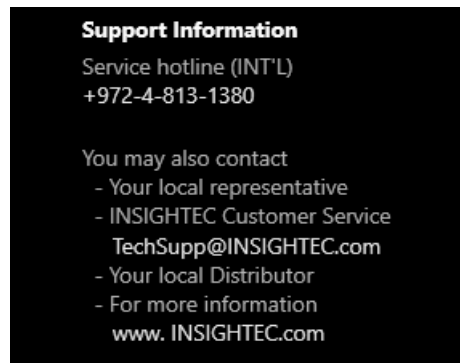 Support Information
Service hotline (INT'L)
+972-4-813-1380
You may also contact
- Your local representative
- INSIGHTEC Customer Service
TechSupp@INSIGHTEC.com
- Your local Distributor
- For more information
www. INSIGHTEC.com